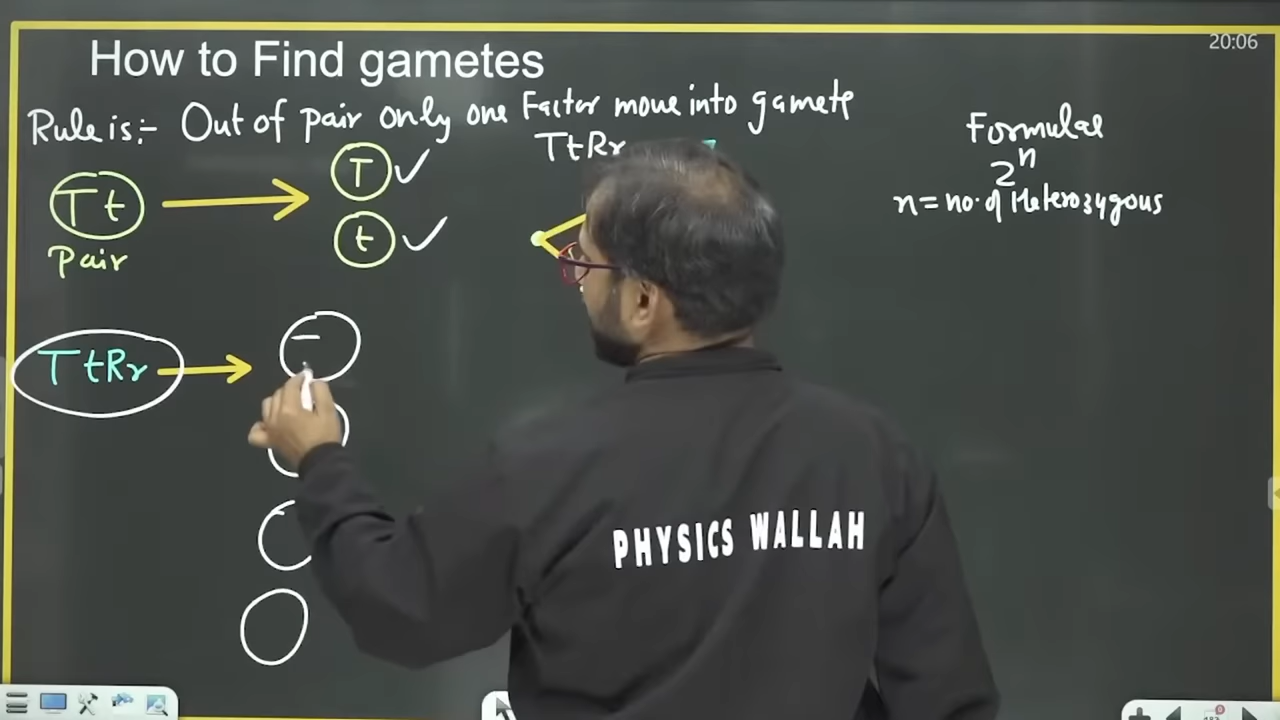 20:06
How to Find gametes
Rule is:- Out of pair only one Factor move into gamete
Tt → T ✓
t ✓
Pair
TtRr
Formulae
2ⁿ
n = no. of Heterozygous
TtRr →
PHYSICS WALLAH